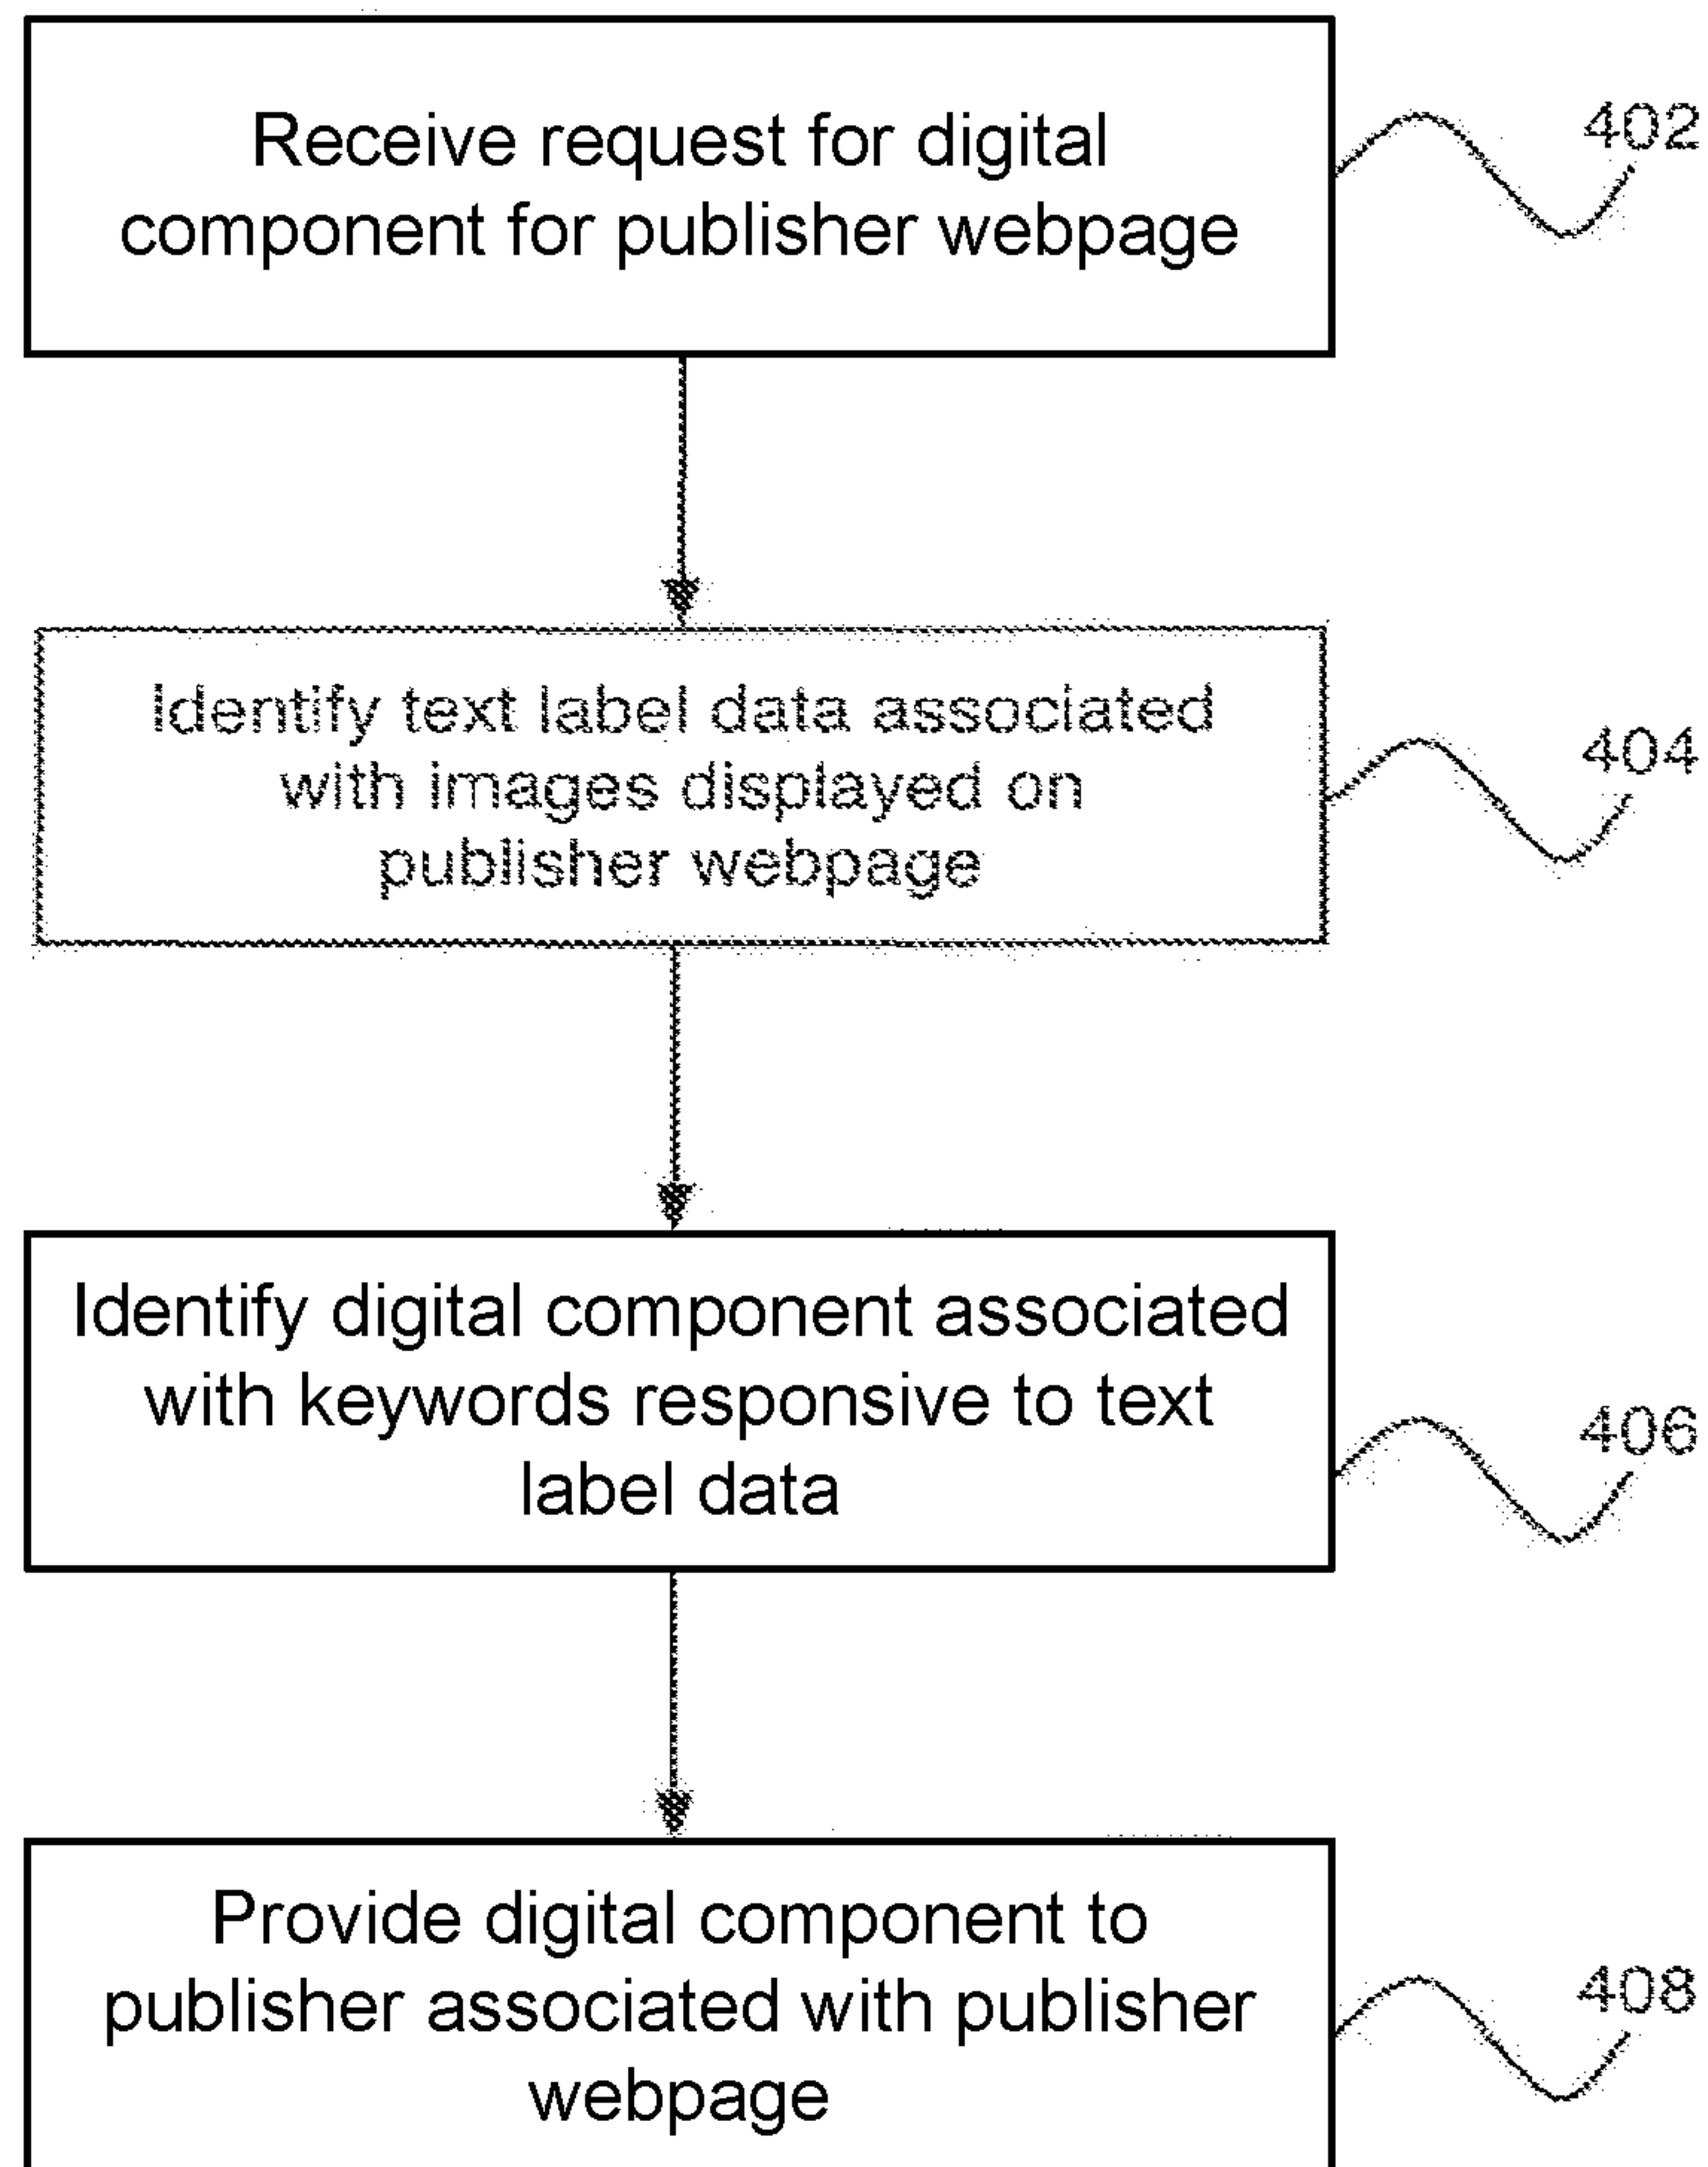 Receive request for digital
component for publisher webpage
402
Identify text label data associated
with images displayed on
publisher webpage
404
Identify digital component associated
with keywords responsive to text
label data
406
Provide digital component to
publisher associated with publisher
webpage
408